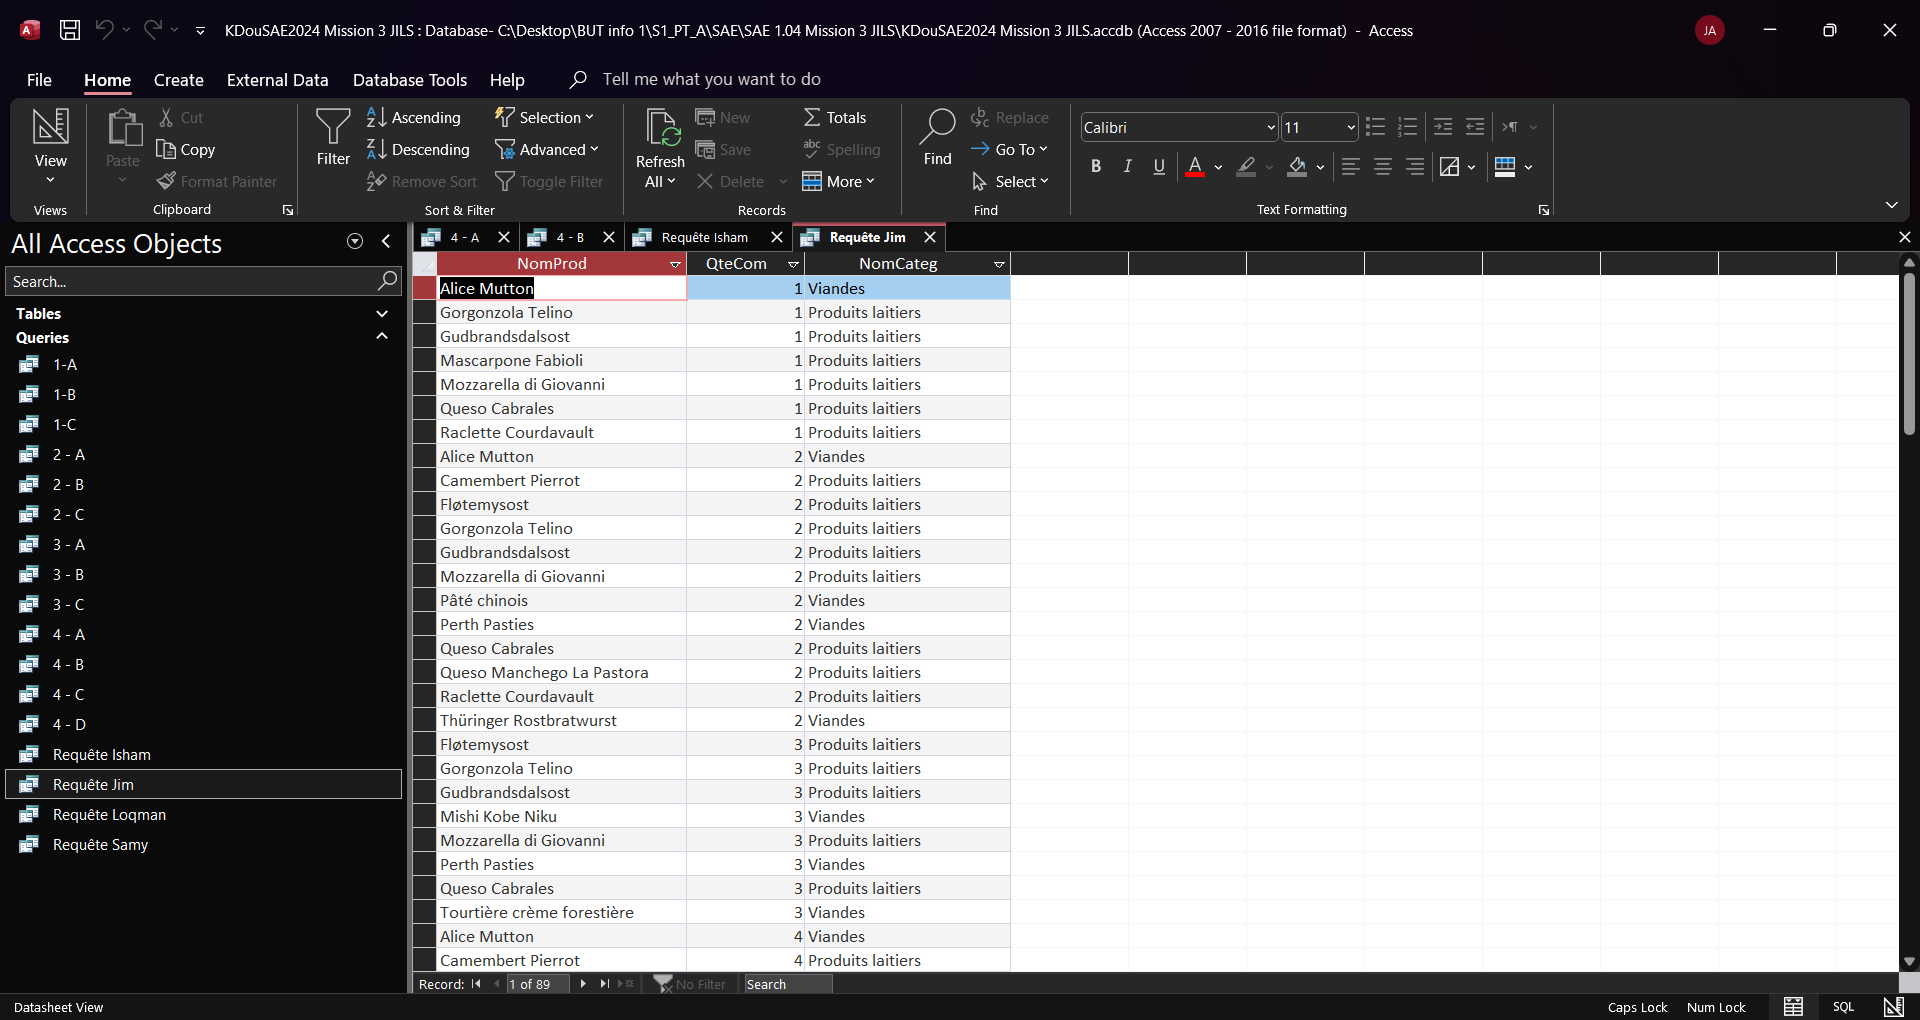 KDouSAE2024 Mission 3 JILS : Database- C:\Desktop\BUT info 1\S1_PT_A\SAE\SAE 1.04 Mission 3 JILS\KDouSAE2024 Mission 3 JILS.accdb (Access 2007 - 2016 file format) - Access
JA
File Home Create External Data Database Tools Help Tell me what you want to do
View
Views
Paste
Cut
Copy
Format Painter
Clipboard
Filter
Ascending
Descending
Remove Sort
Selection
Advanced
Toggle Filter
Sort & Filter
Refresh All
New
Save
Delete
Totals
Spelling
More
Records
Find
Replace
Go To
Select
Find
Calibri 11
B I U A
Text Formatting
All Access Objects
Search...
Tables
Queries
1-A
1-B
1-C
2 - A
2 - B
2 - C
3 - A
3 - B
3 - C
4 - A
4 - B
4 - C
4 - D
Requête Isham
Requête Jim
Requête Loqman
Requête Samy
4 - A 4 - B Requête Isham Requête Jim
NomProd QteCom NomCateg
Alice Mutton 1 Viandes
Gorgonzola Telino 1 Produits laitiers
Gudbrandsdalsost 1 Produits laitiers
Mascarpone Fabioli 1 Produits laitiers
Mozzarella di Giovanni 1 Produits laitiers
Queso Cabrales 1 Produits laitiers
Raclette Courdavault 1 Produits laitiers
Alice Mutton 2 Viandes
Camembert Pierrot 2 Produits laitiers
Fløtemysost 2 Produits laitiers
Gorgonzola Telino 2 Produits laitiers
Gudbrandsdalsost 2 Produits laitiers
Mozzarella di Giovanni 2 Produits laitiers
Pâté chinois 2 Viandes
Perth Pasties 2 Viandes
Queso Cabrales 2 Produits laitiers
Queso Manchego La Pastora 2 Produits laitiers
Raclette Courdavault 2 Produits laitiers
Thüringer Rostbratwurst 2 Viandes
Fløtemysost 3 Produits laitiers
Gorgonzola Telino 3 Produits laitiers
Gudbrandsdalsost 3 Produits laitiers
Mishi Kobe Niku 3 Viandes
Mozzarella di Giovanni 3 Produits laitiers
Perth Pasties 3 Viandes
Queso Cabrales 3 Produits laitiers
Tourtière crème forestière 3 Viandes
Alice Mutton 4 Viandes
Camembert Pierrot 4 Produits laitiers
Record: 1 of 89 No Filter Search
Datasheet View Caps Lock Num Lock SQL